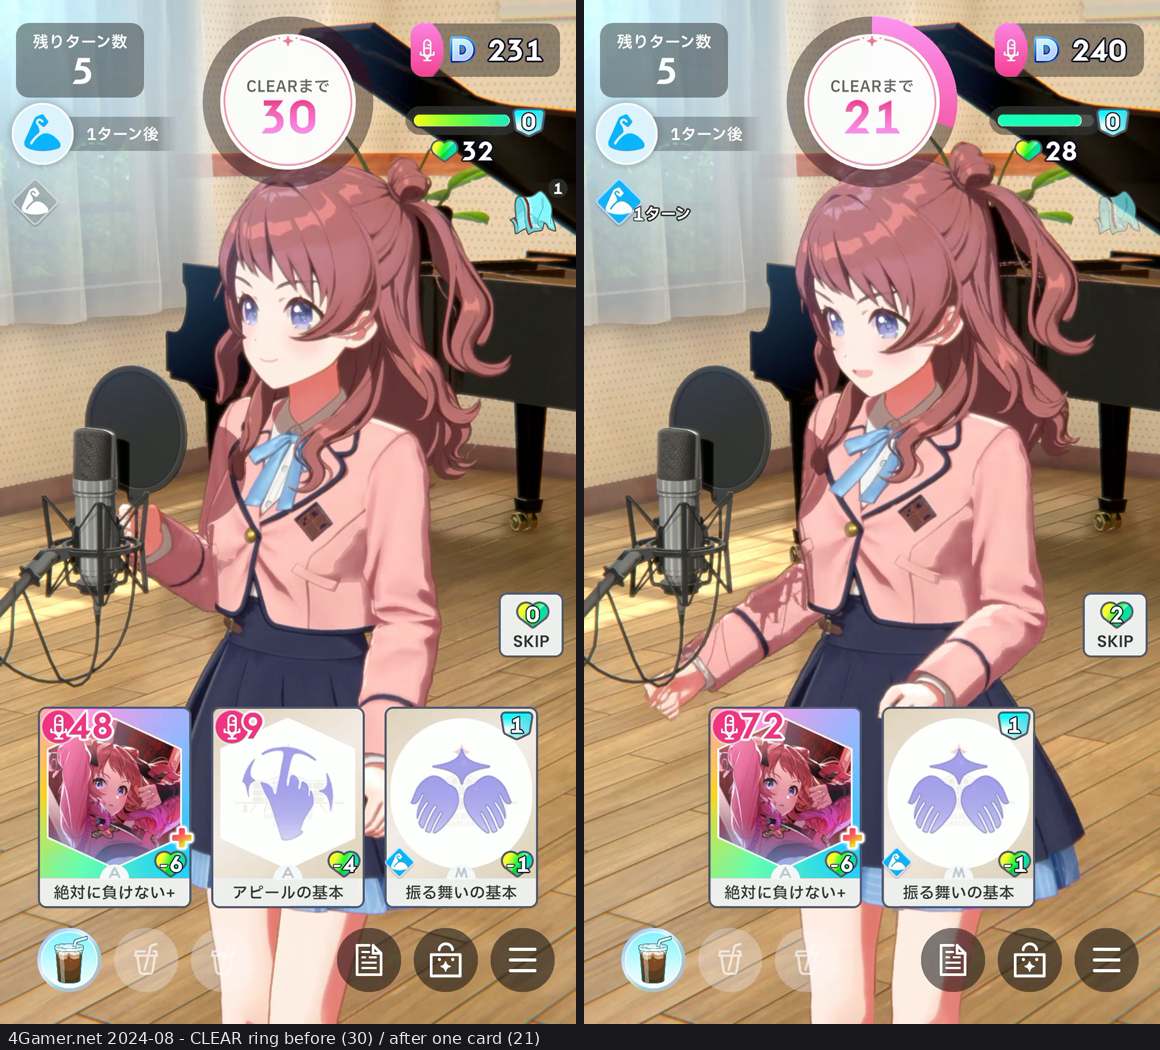 残りターン数
5
CLEARまで
30
D 231
0
32
1ターン後
1
0
SKIP
48
9
1
-6
-4
-1
A
A
M
絶対に負けない+
アピールの基本
振る舞いの基本
残りターン数
5
CLEARまで
21
D 240
0
28
1ターン後
1ターン
2
SKIP
72
1
-6
-1
A
M
絶対に負けない+
振る舞いの基本
4Gamer.net 2024-08 - CLEAR ring before (30) / after one card (21)